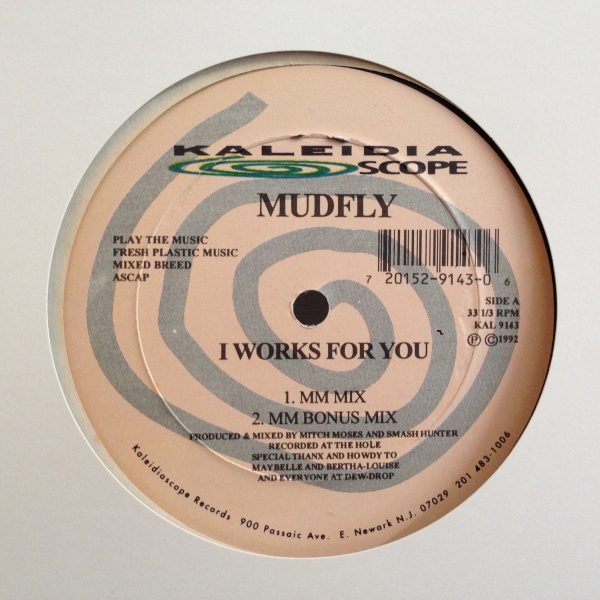 KALEIDIA
SCOPE
MUDFLY
PLAY THE MUSIC
FRESH PLASTIC MUSIC
MIXED BREED
ASCAP
7 20152-9143-0 6
SIDE A
33 1/3 RPM
KAL 9143
Ⓟ ©1992
I WORKS FOR YOU
1. MM MIX
2. MM BONUS MIX
PRODUCED & MIXED BY MITCH MOSES AND SMASH HUNTER
RECORDED AT THE HOLE
SPECIAL THANX AND HOWDY TO
MAYBELLE AND BERTHA-LOUISE
AND EVERYONE AT DEW-DROP
Kaleidiascope Records 900 Passaic Ave. E. Newark N.J. 07029 201 483-1006